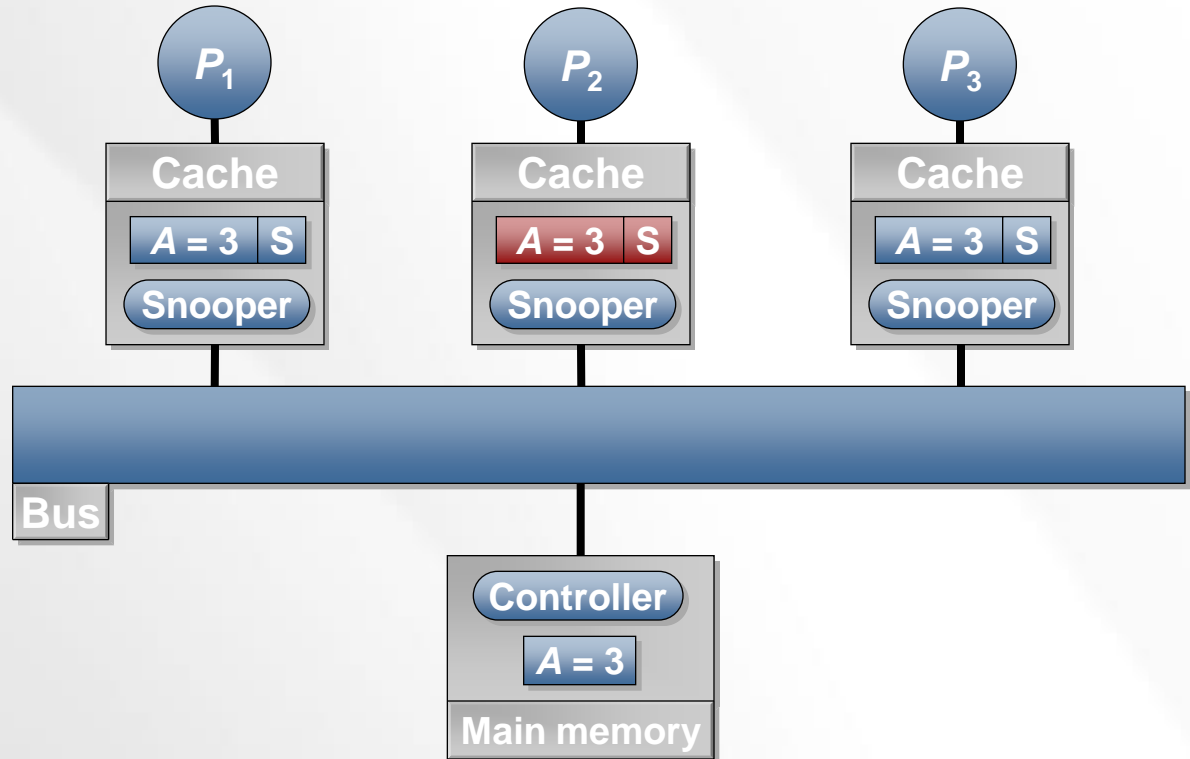 P1 P2 P3
Cache Cache Cache
A = 3 S A = 3 S A = 3 S
Snooper Snooper Snooper
Bus
Controller
A = 3
Main memory